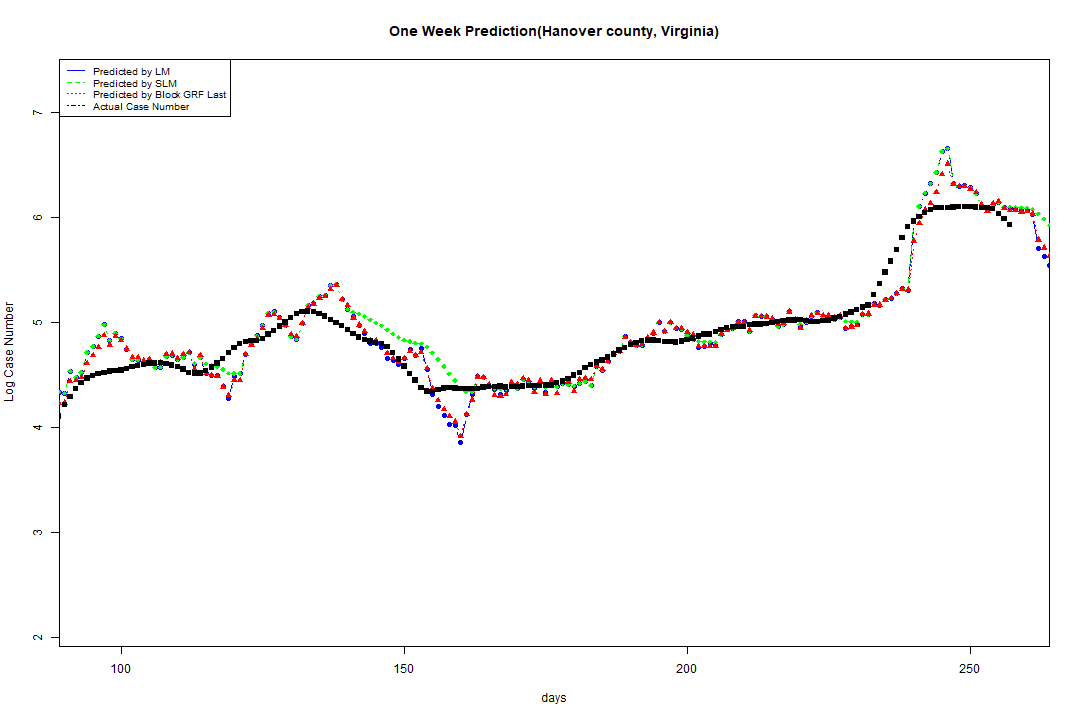 One Week Prediction(Hanover county, Virginia)
Predicted by LM
Predicted by SLM
Predicted by Block GRF Last
Actual Case Number
7
6
5
4
3
2
Log Case Number
100 150 200 250
days